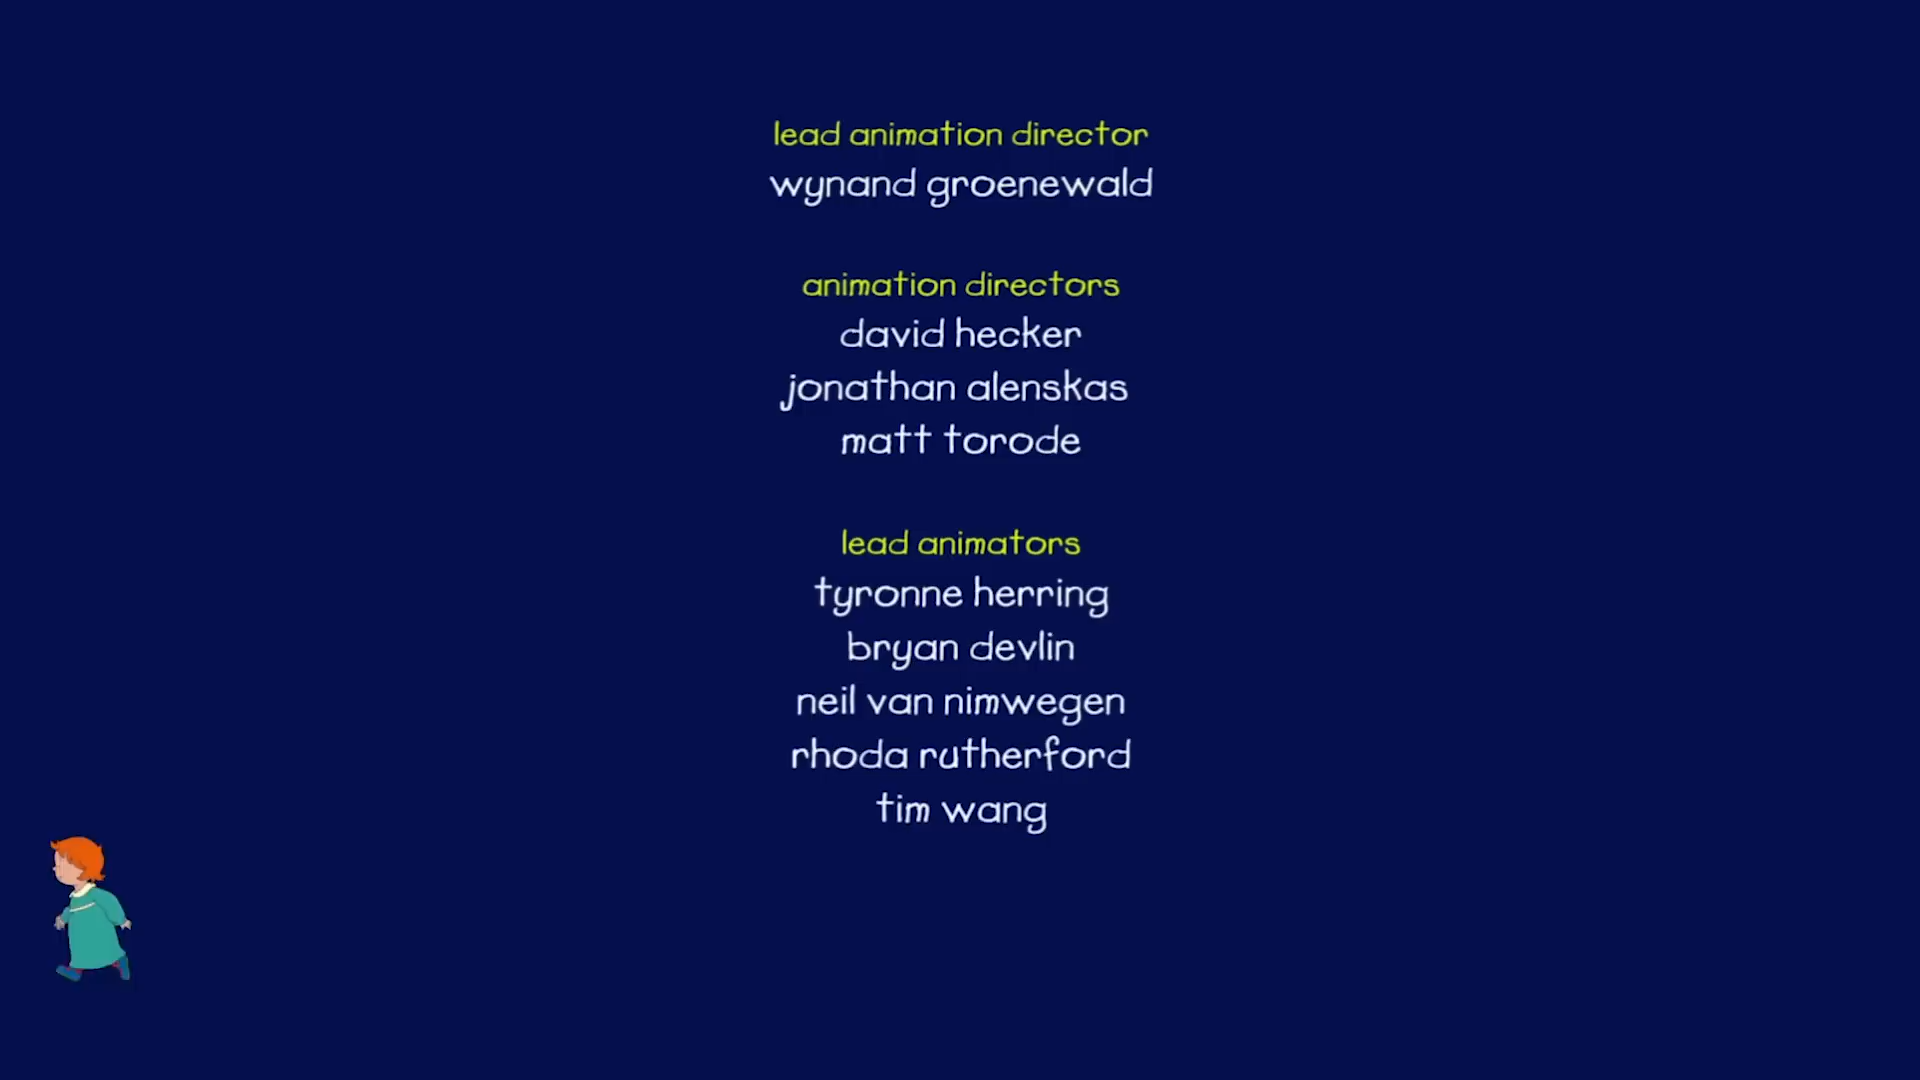 lead animation director
wynand groenewald
animation directors
david hecker
jonathan alenskas
matt torode
lead animators
tyronne herring
bryan devlin
neil van nimwegen
rhoda rutherford
tim wang